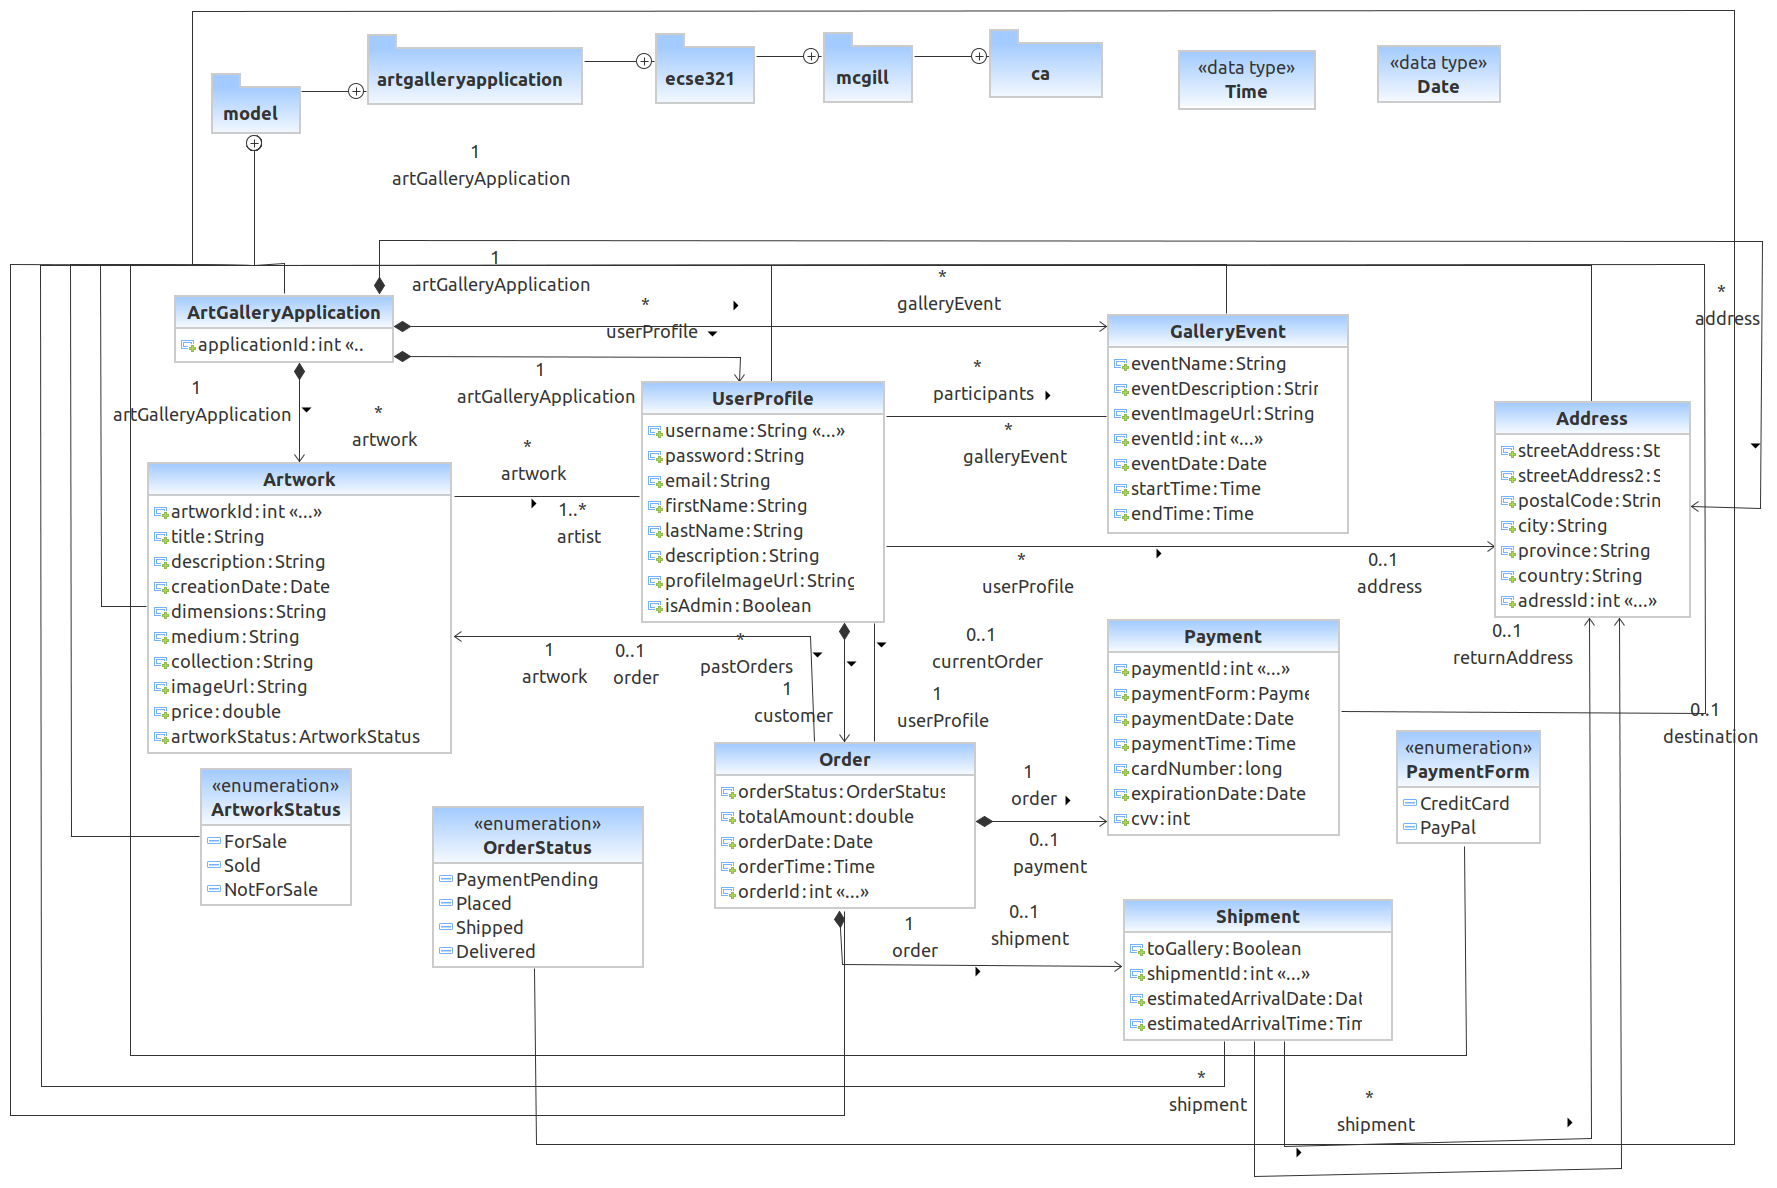 model
artgalleryapplication
ecse321
mcgill
ca
«data type»
Time
«data type»
Date
1
artGalleryApplication
1
artGalleryApplication
*
userProfile
*
galleryEvent
*
address
ArtGalleryApplication
applicationId:int «..
1
artGalleryApplication
*
artwork
1
artGalleryApplication
*
participants
*
galleryEvent
*
artwork
1..*
artist
GalleryEvent
eventName:String
eventDescription:Strir
eventImageUrl:String
eventId:int «...»
eventDate:Date
startTime:Time
endTime:Time
UserProfile
username:String «...»
password:String
email:String
firstName:String
lastName:String
description:String
profileImageUrl:String
isAdmin:Boolean
Address
streetAddress:St
streetAddress2:S
postalCode:Strin
city:String
province:String
country:String
adressId:int «...»
Artwork
artworkId:int «...»
title:String
description:String
creationDate:Date
dimensions:String
medium:String
collection:String
imageUrl:String
price:double
artworkStatus:ArtworkStatus
*
userProfile
0..1
address
1
artwork
0..1
order
*
pastOrders
1
customer
0..1
currentOrder
1
userProfile
0..1
returnAddress
0..1
destination
Payment
paymentId:int «...»
paymentForm:Payme
paymentDate:Date
paymentTime:Time
cardNumber:long
expirationDate:Date
cvv:int
«enumeration»
PaymentForm
CreditCard
PayPal
Order
orderStatus:OrderStatus
totalAmount:double
orderDate:Date
orderTime:Time
orderId:int «...»
1
order
0..1
payment
«enumeration»
ArtworkStatus
ForSale
Sold
NotForSale
«enumeration»
OrderStatus
PaymentPending
Placed
Shipped
Delivered
1
order
0..1
shipment
Shipment
toGallery:Boolean
shipmentId:int «...»
estimatedArrivalDate:Dat
estimatedArrivalTime:Tim
*
shipment
*
shipment